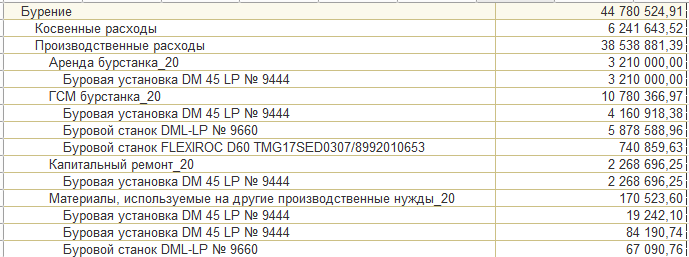 Бурение 44 780 524,91
Косвенные расходы 6 241 643,52
Производственные расходы 38 538 881,39
Аренда бурстанка_20 3 210 000,00
Буровая установка DM 45 LP № 9444 3 210 000,00
ГСМ бурстанка_20 10 780 366,97
Буровая установка DM 45 LP № 9444 4 160 918,38
Буровой станок DML-LP № 9660 5 878 588,96
Буровой станок FLEXIROC D60 TMG17SED0307/8992010653 740 859,63
Капитальный ремонт_20 2 268 696,25
Буровая установка DM 45 LP № 9444 2 268 696,25
Материалы, используемые на другие производственные нужды_20 170 523,60
Буровая установка DM 45 LP № 9444 19 242,10
Буровая установка DM 45 LP № 9444 84 190,74
Буровой станок DML-LP № 9660 67 090,76